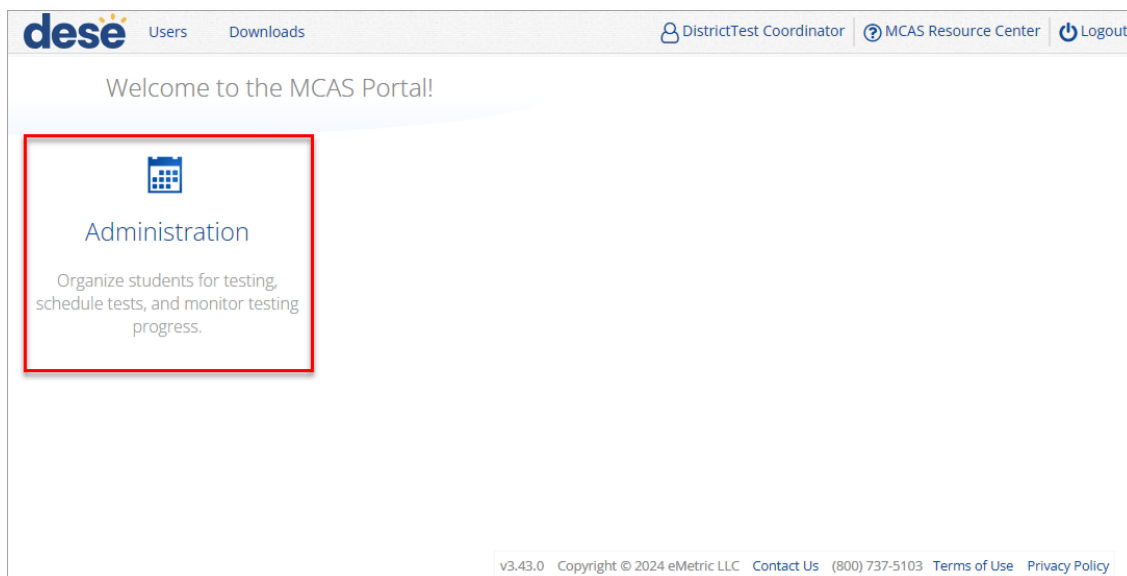 dese Users Downloads DistrictTest Coordinator MCAS Resource Center Logout
Welcome to the MCAS Portal!
Administration
Organize students for testing,
schedule tests, and monitor testing
progress.
v3.43.0 Copyright © 2024 eMetric LLC Contact Us (800) 737-5103 Terms of Use Privacy Policy